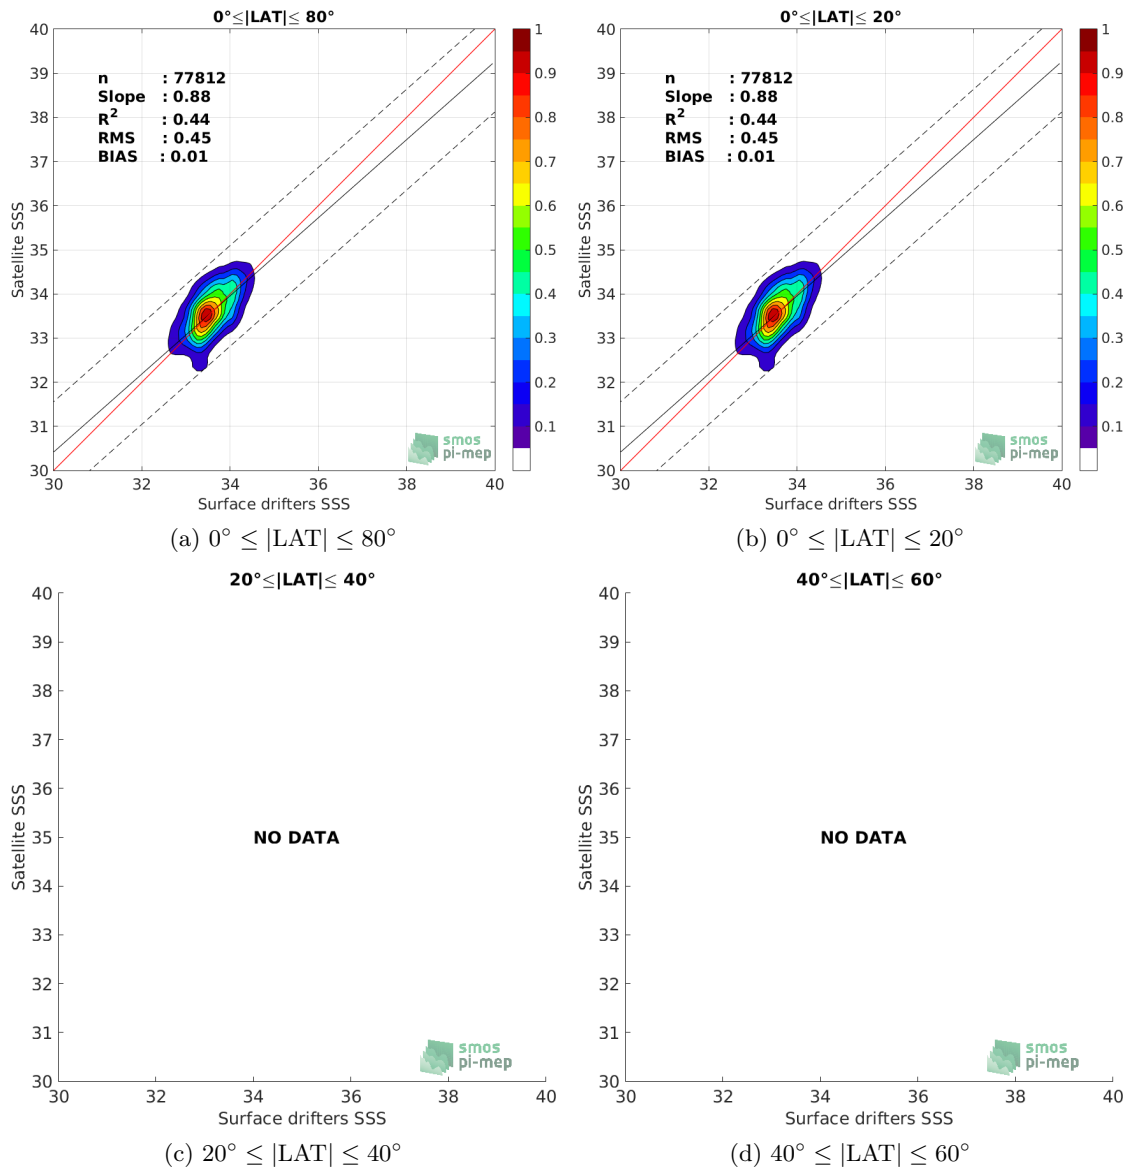 0°≤|LAT|≤ 80°
40
39
38
37
36
35
34
33
32
31
30
Satellite SSS
n : 77812
Slope : 0.88
R2 : 0.44
RMS : 0.45
BIAS : 0.01
smos
pi-mep
30 32 34 36 38 40
Surface drifters SSS
1
0.9
0.8
0.7
0.6
0.5
0.4
0.3
0.2
0.1
(a) 0° ≤ |LAT| ≤ 80°
0°≤|LAT|≤ 20°
40
39
38
37
36
35
34
33
32
31
30
Satellite SSS
n : 77812
Slope : 0.88
R2 : 0.44
RMS : 0.45
BIAS : 0.01
smos
pi-mep
30 32 34 36 38 40
Surface drifters SSS
1
0.9
0.8
0.7
0.6
0.5
0.4
0.3
0.2
0.1
(b) 0° ≤ |LAT| ≤ 20°
20°≤|LAT|≤ 40°
40
39
38
37
36
35
34
33
32
31
30
Satellite SSS
NO DATA
smos
pi-mep
30 32 34 36 38 40
Surface drifters SSS
(c) 20° ≤ |LAT| ≤ 40°
40°≤|LAT|≤ 60°
40
39
38
37
36
35
34
33
32
31
30
Satellite SSS
NO DATA
smos
pi-mep
30 32 34 36 38 40
Surface drifters SSS
(d) 40° ≤ |LAT| ≤ 60°